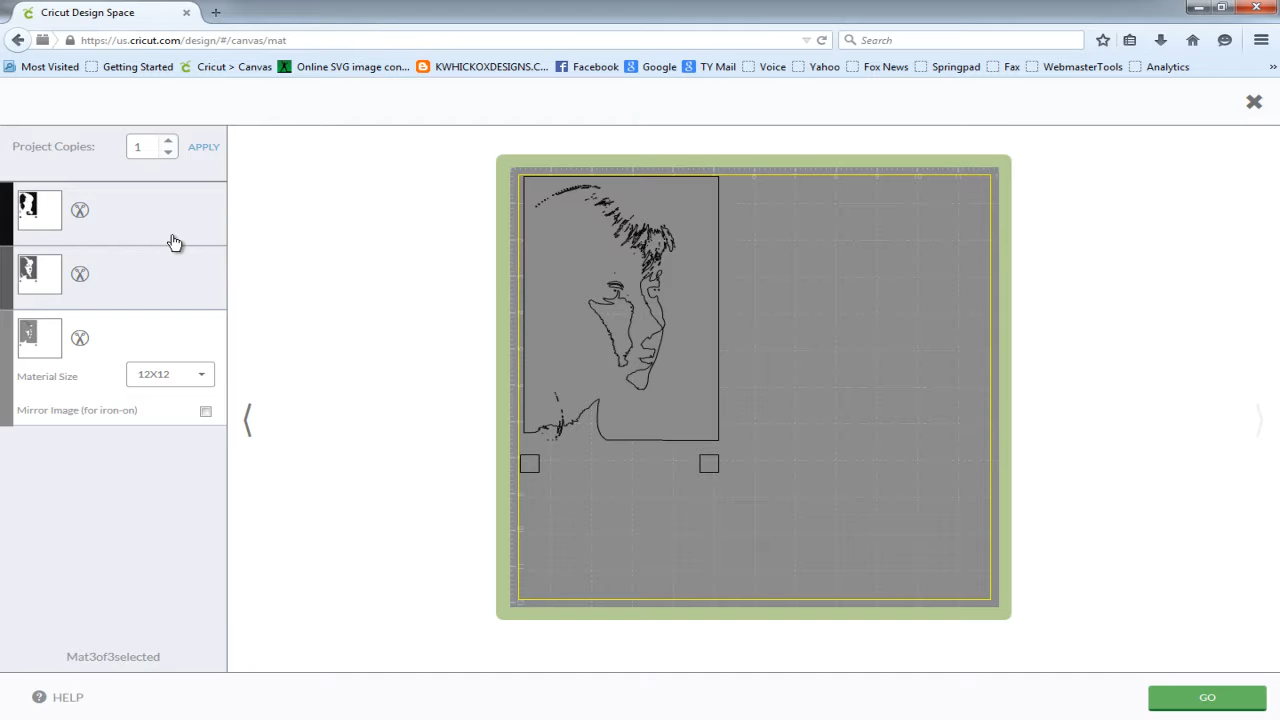 Cricut Design Space
https://us.cricut.com/design/#/canvas/mat
Search
Most Visited Getting Started Cricut > Canvas Online SVG image con... KWHICKOXDESIGNS.C... Facebook Google TY Mail Voice Yahoo Fox News Springpad Fax WebmasterTools Analytics »
Project Copies: 1 APPLY
Material Size 12X12
Mirror Image (for iron-on)
Mat3of3selected
? HELP
GO